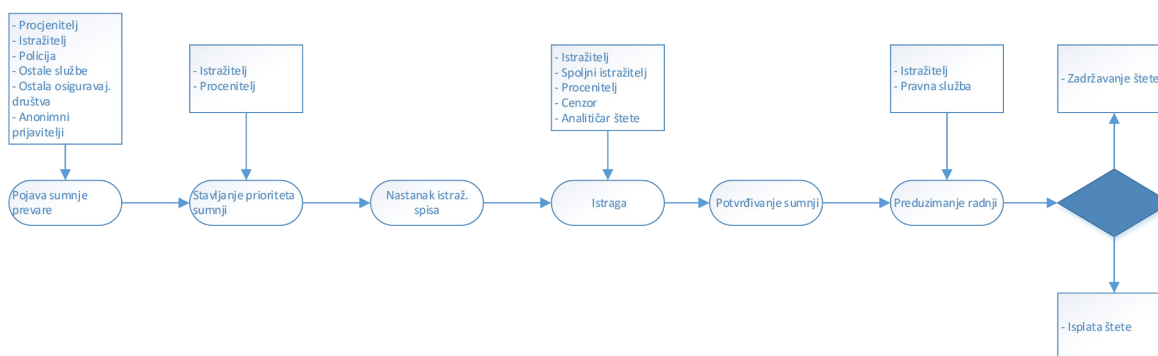 - Procjenitelj
- Istražitelj
- Policija
- Ostale službe
- Ostala osiguravaj.
društva
- Anonimni
prijavitelji
- Istražitelj
- Procenitelj
- Istražitelj
- Spoljni istražitelj
- Procenitelj
- Cenzor
- Analitičar štete
- Istražitelj
- Pravna služba
- Zadržavanje štete
Pojava sumnje
prevare
Stavljanje prioriteta
sumnji
Nastanak istraž.
spisa
Istraga
Potvrđivanje sumnji
Preduzimanje radnji
- Isplata štete